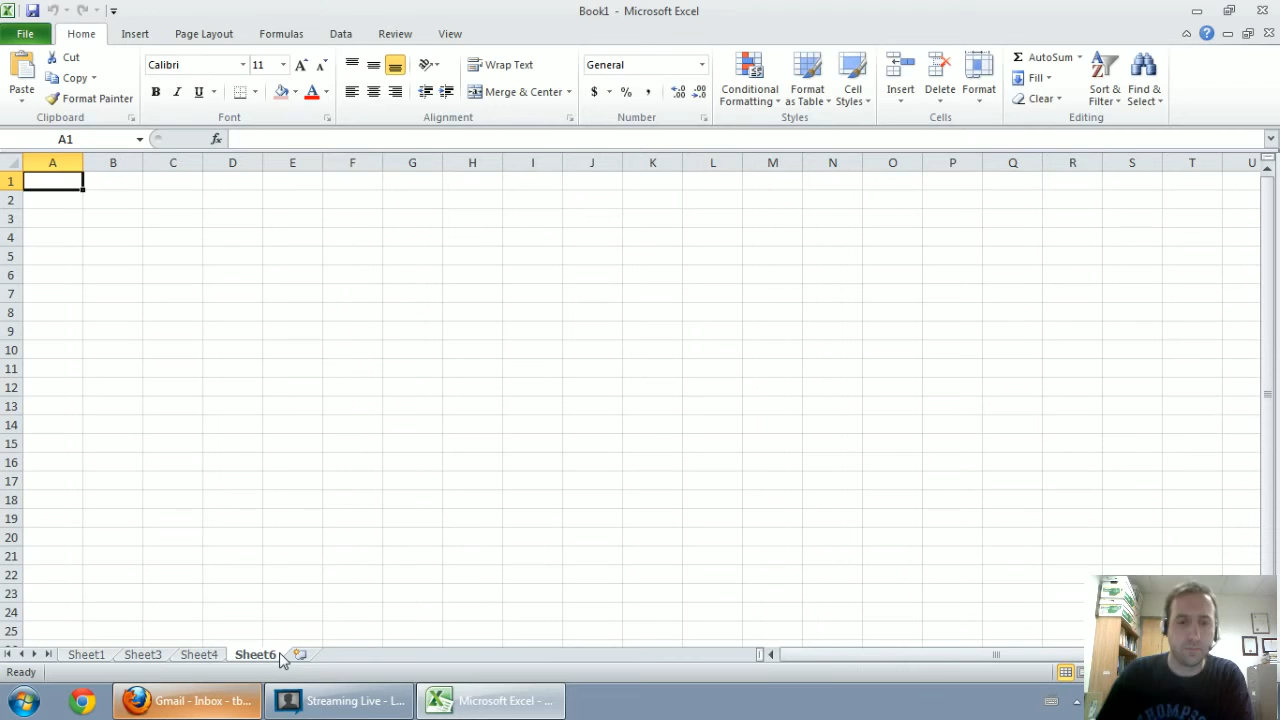 Book1 - Microsoft Excel
File Home Insert Page Layout Formulas Data Review View
Paste Cut Copy Format Painter Clipboard
Calibri 11 A A B I U A Font
Wrap Text Merge & Center Alignment
General $ % , .00 .00 Number
Conditional Formatting Format as Table Cell Styles Styles
Insert Delete Format Cells
Σ AutoSum Fill Clear Sort & Filter Find & Select Editing
A1 fx
A B C D E F G H I J K L M N O P Q R S T U
1
2
3
4
5
6
7
8
9
10
11
12
13
14
15
16
17
18
19
20
21
22
23
24
25
Sheet1 Sheet3 Sheet4 Sheet6
Ready
Gmail - Inbox - tb... Streaming Live - L... Microsoft Excel - ...